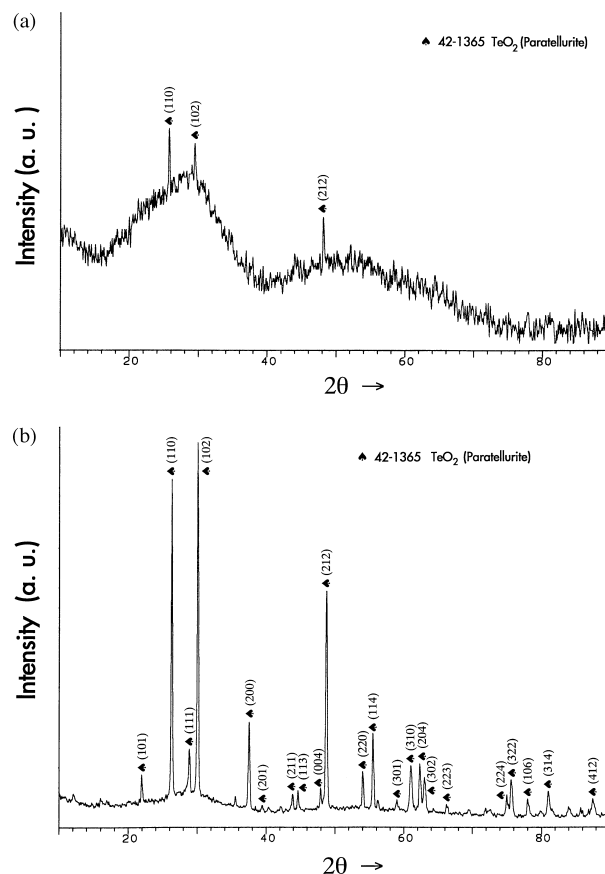 (a)
♠ 42-1365 TeO₂ (Paratellurite)
♠ (110)
♠ (102)
♠ (212)
Intensity (a. u.)
20 40 60 80
2θ →
(b)
♠ 42-1365 TeO₂ (Paratellurite)
♠ (101)
♠ (110)
♠ (111)
♠ (102)
♠ (200)
♠ (201)
♠ (211)
♠ (113)
♠ (004)
♠ (212)
♠ (220)
♠ (114)
♠ (301)
♠ (310)
♠ (204)
♠ (302)
♠ (223)
♠ (224)
♠ (322)
♠ (106)
♠ (314)
♠ (412)
Intensity (a. u.)
20 40 60 80
2θ →